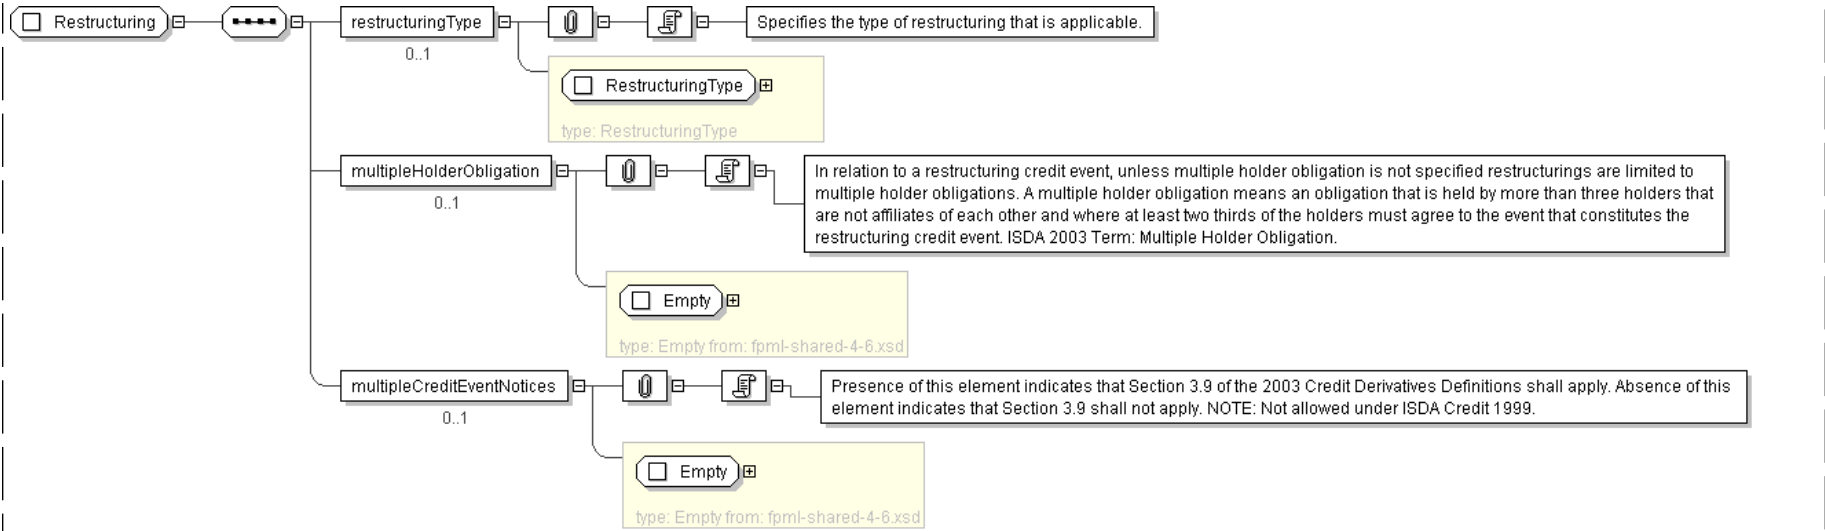 Restructuring
restructuringType
Specifies the type of restructuring that is applicable.
0..1
RestructuringType
type: RestructuringType
multipleHolderObligation
In relation to a restructuring credit event, unless multiple holder obligation is not specified restructurings are limited to
multiple holder obligations. A multiple holder obligation means an obligation that is held by more than three holders that
are not affiliates of each other and where at least two thirds of the holders must agree to the event that constitutes the
restructuring credit event. ISDA 2003 Term: Multiple Holder Obligation.
0..1
Empty
type: Empty from: fpml-shared-4-6.xsd
multipleCreditEventNotices
Presence of this element indicates that Section 3.9 of the 2003 Credit Derivatives Definitions shall apply. Absence of this
element indicates that Section 3.9 shall not apply. NOTE: Not allowed under ISDA Credit 1999.
0..1
Empty
type: Empty from: fpml-shared-4-6.xsd